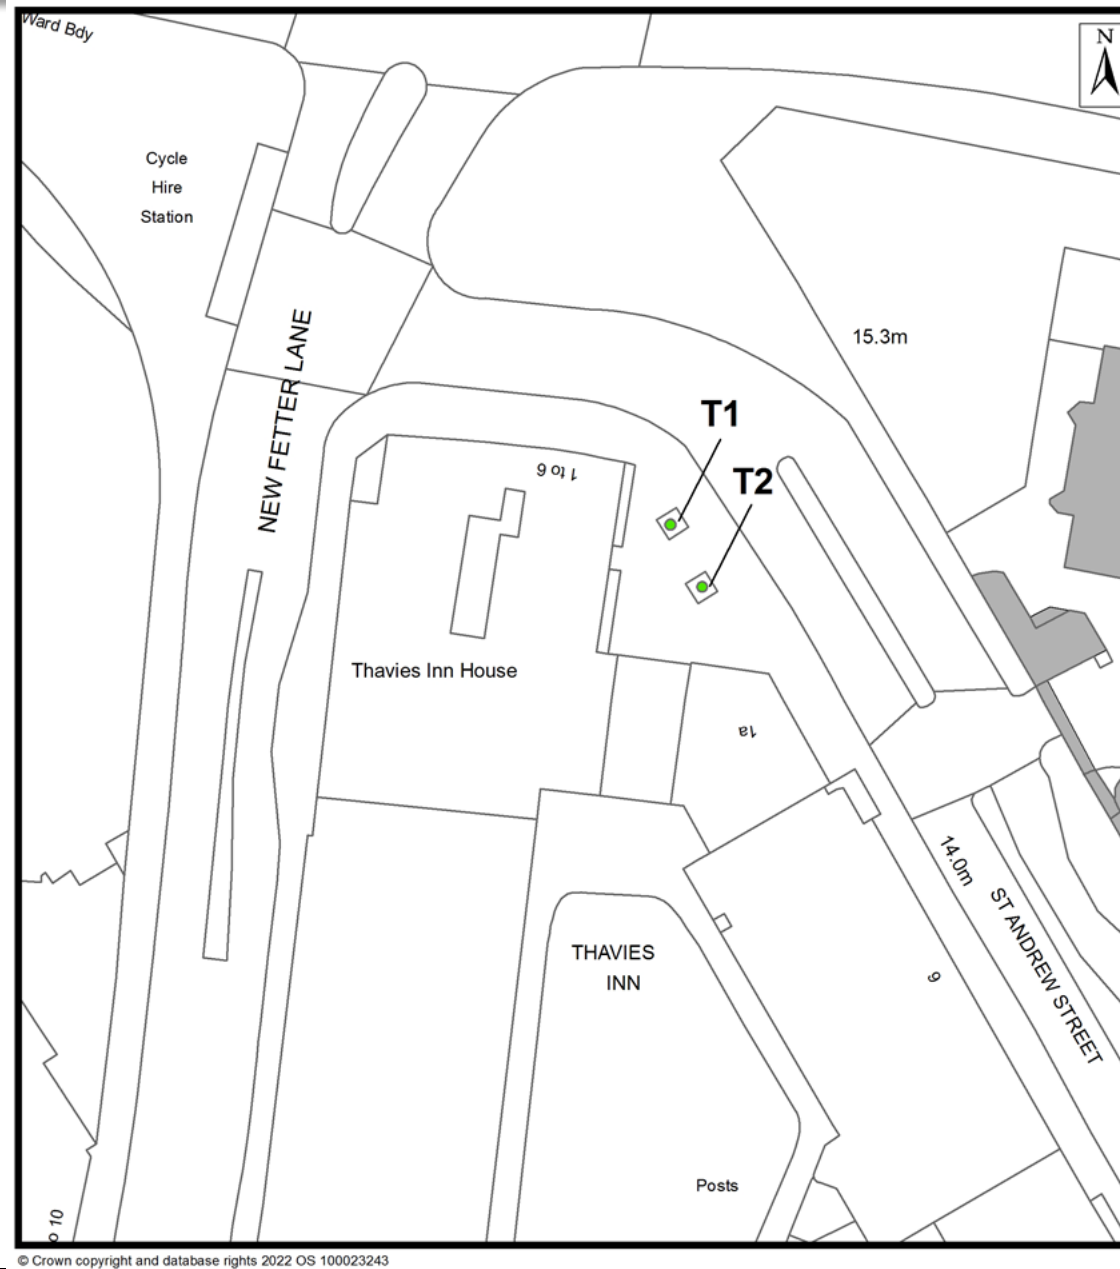 Ward Bdy
N
Cycle
Hire
Station
NEW FETTER LANE
15.3m
T1
T2
1 to 6
Thavies Inn House
1a
14.0m
ST ANDREW STREET
THAVIES
INN
9
Posts
o 10
© Crown copyright and database rights 2022 OS 100023243